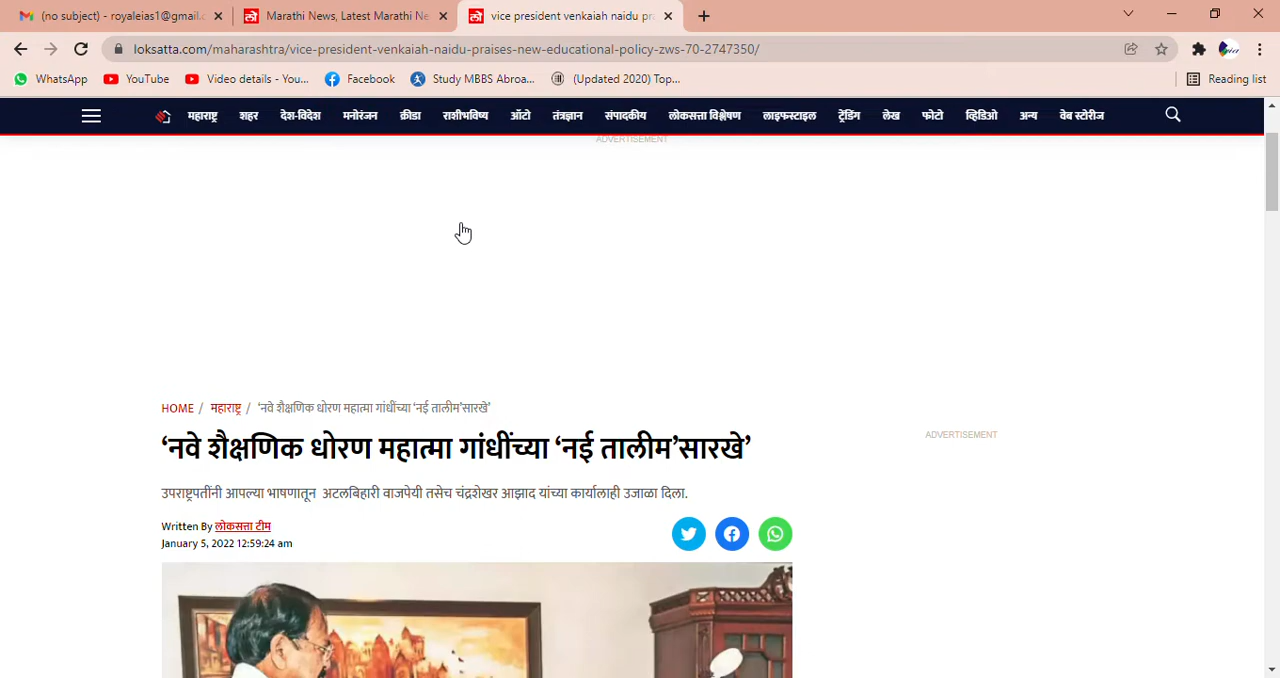 (no subject) - royaleias1@gmail.c
Marathi News, Latest Marathi Ne
vice president venkaiah naidu pr
loksatta.com/maharashtra/vice-president-venkaiah-naidu-praises-new-educational-policy-zws-70-2747350/
WhatsApp YouTube Video details - You... Facebook Study MBBS Abroa... (Updated 2020) Top... Reading list
महाराष्ट्र शहर देश-विदेश मनोरंजन क्रीडा राशीभविष्य ऑटो तंत्रज्ञान संपादकीय लोकसत्ता विश्लेषण लाइफस्टाइल ट्रेंडिंग लेख फोटो व्हिडिओ अन्य वेब स्टोरीज
ADVERTISEMENT
HOME / महाराष्ट्र / ‘नवे शैक्षणिक धोरण महात्मा गांधींच्या ‘नई तालीम’सारखे’
ADVERTISEMENT
‘नवे शैक्षणिक धोरण महात्मा गांधींच्या ‘नई तालीम’सारखे’
उपराष्ट्रपतींनी आपल्या भाषणातून अटलबिहारी वाजपेयी तसेच चंद्रशेखर आझाद यांच्या कार्यालाही उजाळा दिला.
Written By लोकसत्ता टीम
January 5, 2022 12:59:24 am